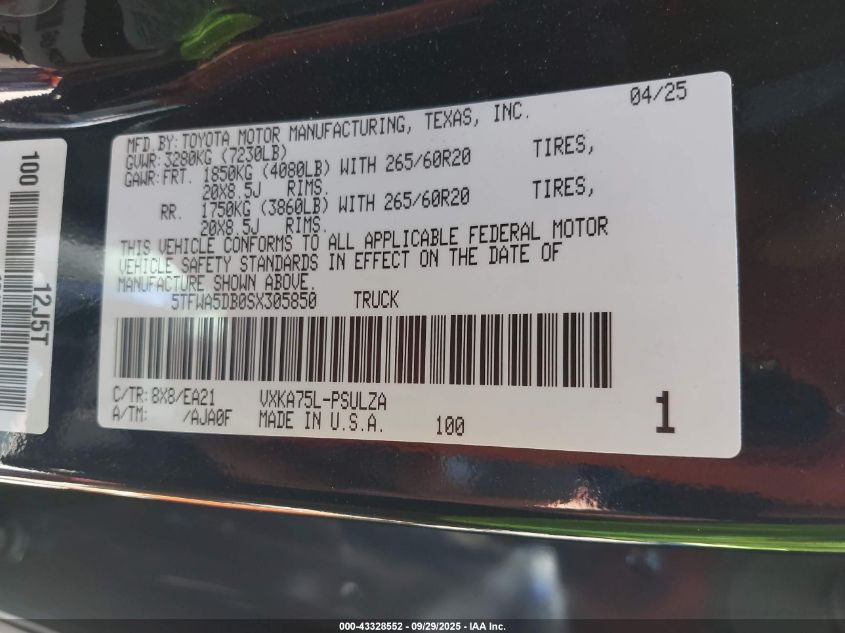 04/25
MFD.BY:TOYOTA MOTOR MANUFACTURING, TEXAS, INC.
GVWR:3280KG (7230LB)
GAWR:FRT. 1850KG (4080LB) WITH 265/60R20 TIRES,
20X8.5J RIMS.
RR. 1750KG (3860LB) WITH 265/60R20 TIRES,
20X8.5J RIMS.
THIS VEHICLE CONFORMS TO ALL APPLICABLE FEDERAL MOTOR
VEHICLE SAFETY STANDARDS IN EFFECT ON THE DATE OF
MANUFACTURE SHOWN ABOVE.
5TFWA5DB0SX305850 TRUCK
C/TR:8X8/EA21 VXKA75L-PSULZA
A/TM: /AJA0F MADE IN U.S.A. 100
1
100
12J5T
000-43328552 • 09/29/2025 • IAA Inc.